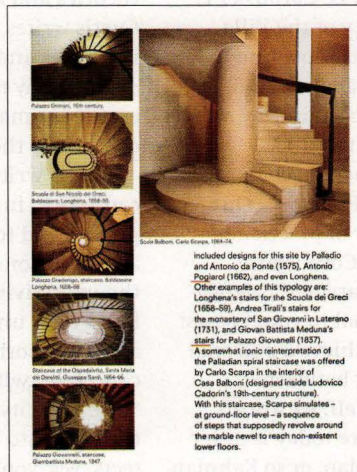 Palazzo Grimani, 16th century.
Scuola di San Nicolò dei Greci,
Baldassare Longhena, 1658–
Palazzo Gradenigo, staircase, Baldassare
Longhena, 1658–
Staircase of the Ospedaletto, Santa Maria
dei Derelitti, Giuseppe Sardi, 1664–66.
Palazzo Giovannelli, staircase,
Giambattista Meduna, 1847.
Scala Balboni, Carlo Scarpa, 1964–74.
included designs for this site by Palladio
and Antonio da Ponte (1575), Antonio
Pogliarol (1662), and even Longhena.
Other examples of this typology are:
Longhena's stairs for the Scuola dei Greci
(1658–59), Andrea Tirali's stairs for
the monastery of San Giovanni in Laterano
(1731), and Giovan Battista Meduna's
stairs for Palazzo Giovanelli (1837).
A somewhat ironic reinterpretation of
the Palladian spiral staircase was offered
by Carlo Scarpa in the interior of
Casa Balboni (designed inside Ludovico
Cadorin's 19th-century structure).
With this staircase, Scarpa simulates –
at ground-floor level – a sequence
of steps that supposedly revolve around
the marble newel to reach non-existent
lower floors.